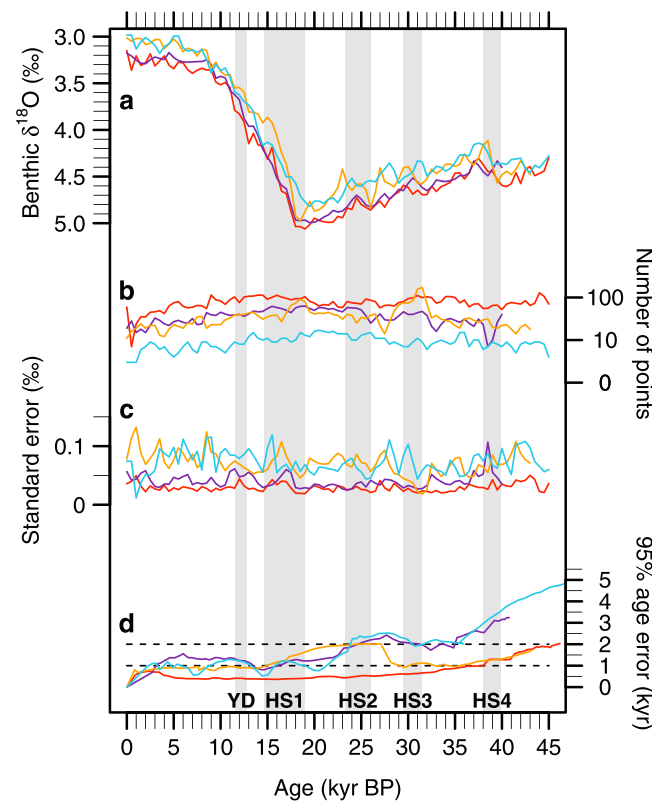 3.0
3.5
4.0
4.5
5.0
Benthic δ18O (‰)
a
b
100
10
0
Number of points
c
0.1
0
Standard error (‰)
d
5
4
3
2
1
0
95% age error (kyr)
YD HS1 HS2 HS3 HS4
0 5 10 15 20 25 30 35 40 45
Age (kyr BP)